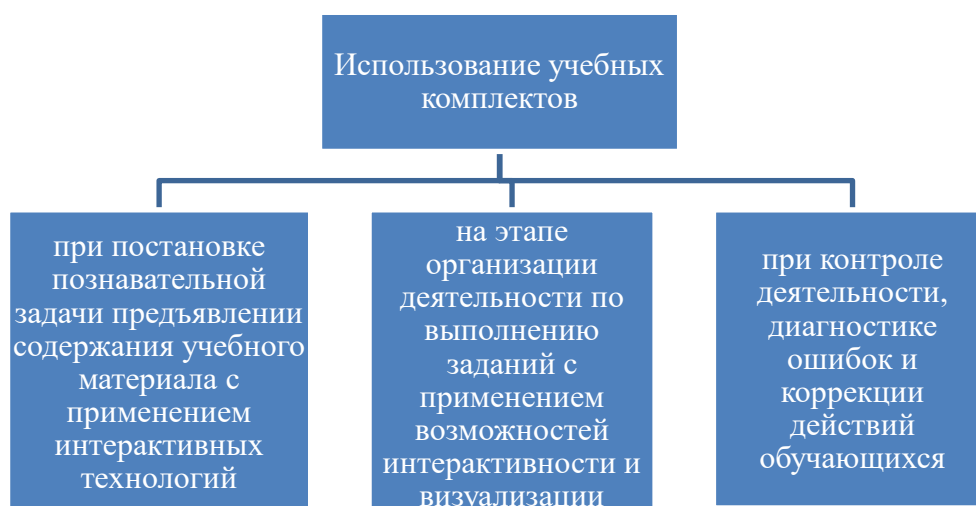 Использование учебных
комплектов
при постановке
познавательной
задачи предъявлении
содержания учебного
материала с
применением
интерактивных
технологий
на этапе
организации
деятельности по
выполнению
заданий с
применением
возможностей
интерактивности и
визуализации
при контроле
деятельности,
диагностике
ошибок и
коррекции
действий
обучающихся